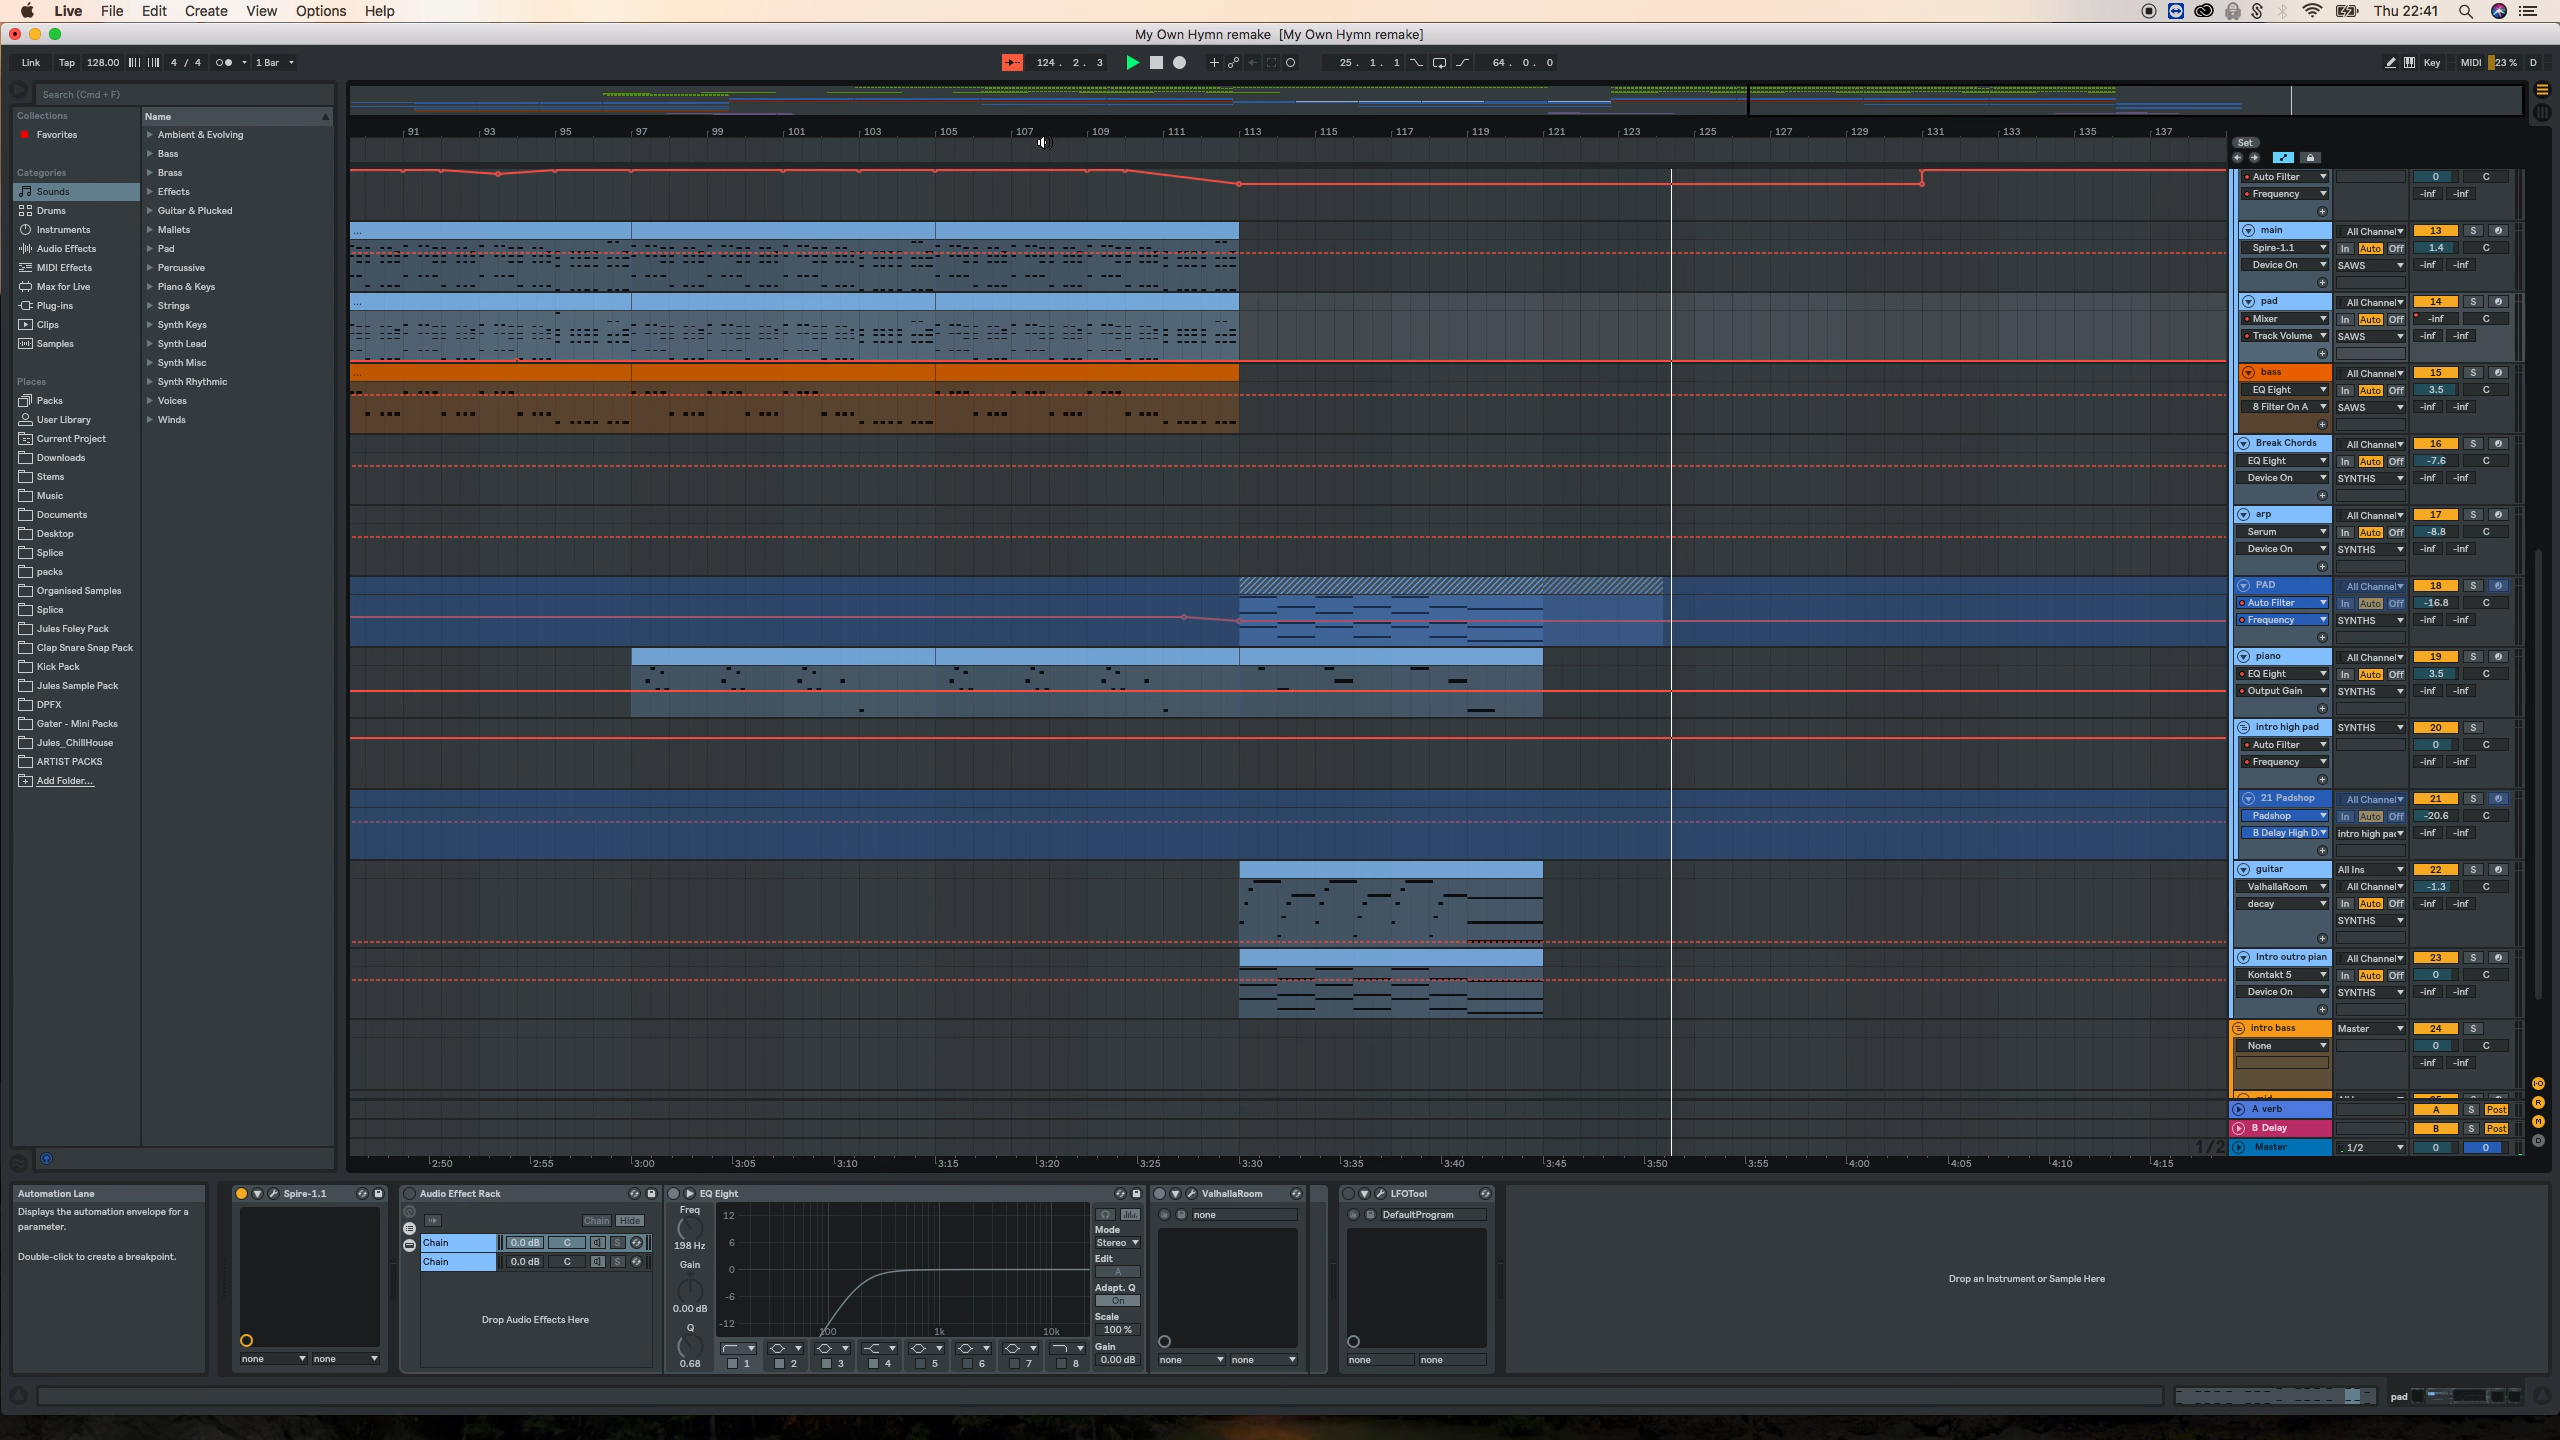 Live File Edit Create View Options Help Thu 22:41
My Own Hymn remake [My Own Hymn remake]
Link Tap 128.00 4 / 4 1 Bar 124. 2. 3 25. 1. 1 64. 0. 0 Key MIDI 23 % D
Search (Cmd + F)
Collections
Favorites
Categories
Sounds
Drums
Instruments
Audio Effects
MIDI Effects
Max for Live
Plug-ins
Clips
Samples
Places
Packs
User Library
Current Project
Downloads
Stems
Music
Documents
Desktop
Splice
packs
Organised Samples
Splice
Jules Foley Pack
Clap Snare Snap Pack
Kick Pack
Jules Sample Pack
DPFX
Gater - Mini Packs
Jules_ChillHouse
ARTIST PACKS
Add Folder...
Name
Ambient & Evolving
Bass
Brass
Effects
Guitar & Plucked
Mallets
Pad
Percussive
Piano & Keys
Strings
Synth Keys
Synth Lead
Synth Misc
Synth Rhythmic
Voices
Winds
91 93 95 97 99 101 103 105 107 109 111 113 115 117 119 121 123 125 127 129 131 133 135 137
Set
Auto Filter 0 C
Frequency -inf -inf
main All Channel 13 S
Spire-1.1 In Auto Off 1.4 C
Device On SAWS -inf -inf
pad All Channel 14 S
Mixer In Auto Off -inf C
Track Volume SAWS -inf -inf
bass All Channel 15 S
EQ Eight In Auto Off 3.5 C
8 Filter On A SAWS -inf -inf
Break Chords All Channel 16 S
EQ Eight In Auto Off -7.6 C
Device On SYNTHS -inf -inf
arp All Channel 17 S
Serum In Auto Off -8.8 C
Device On SYNTHS -inf -inf
PAD All Channel 18 S
Auto Filter In Auto Off -16.8 C
Frequency SYNTHS -inf -inf
piano All Channel 19 S
EQ Eight In Auto Off 3.5 C
Output Gain SYNTHS -inf -inf
intro high pad SYNTHS 20 S
Auto Filter 0 C
Frequency -inf -inf
21 Padshop All Channel 21 S
Padshop In Auto Off -20.6 C
B Delay High D intro high pac -inf -inf
guitar All Ins 22 S
ValhallaRoom All Channel -1.3 C
decay In Auto Off -inf -inf
SYNTHS
Intro outro pian All Channel 23 S
Kontakt 5 In Auto Off 0 C
Device On SYNTHS -inf -inf
intro bass Master 24 S
None 0 C
-inf -inf
A verb A S Post
B Delay B S Post
1/2 Master 1/2 0 0
2:50 2:55 3:00 3:05 3:10 3:15 3:20 3:25 3:30 3:35 3:40 3:45 3:50 3:55 4:00 4:05 4:10 4:15
Automation Lane
Displays the automation envelope for a
parameter.
Double-click to create a breakpoint.
Spire-1.1
none none
Audio Effect Rack
Chain Hide
Chain 0.0 dB C S
Chain 0.0 dB C S
Drop Audio Effects Here
EQ Eight
Freq
198 Hz
Gain
0.00 dB
Q
0.68
12
6
0
-6
-12
100 1k 10k
1 2 3 4 5 6 7 8
Mode
Stereo
Edit
A
Adapt. Q
On
Scale
100 %
Gain
0.00 dB
ValhallaRoom
none
none none
LFOTool
DefaultProgram
none none
Drop an Instrument or Sample Here
pad